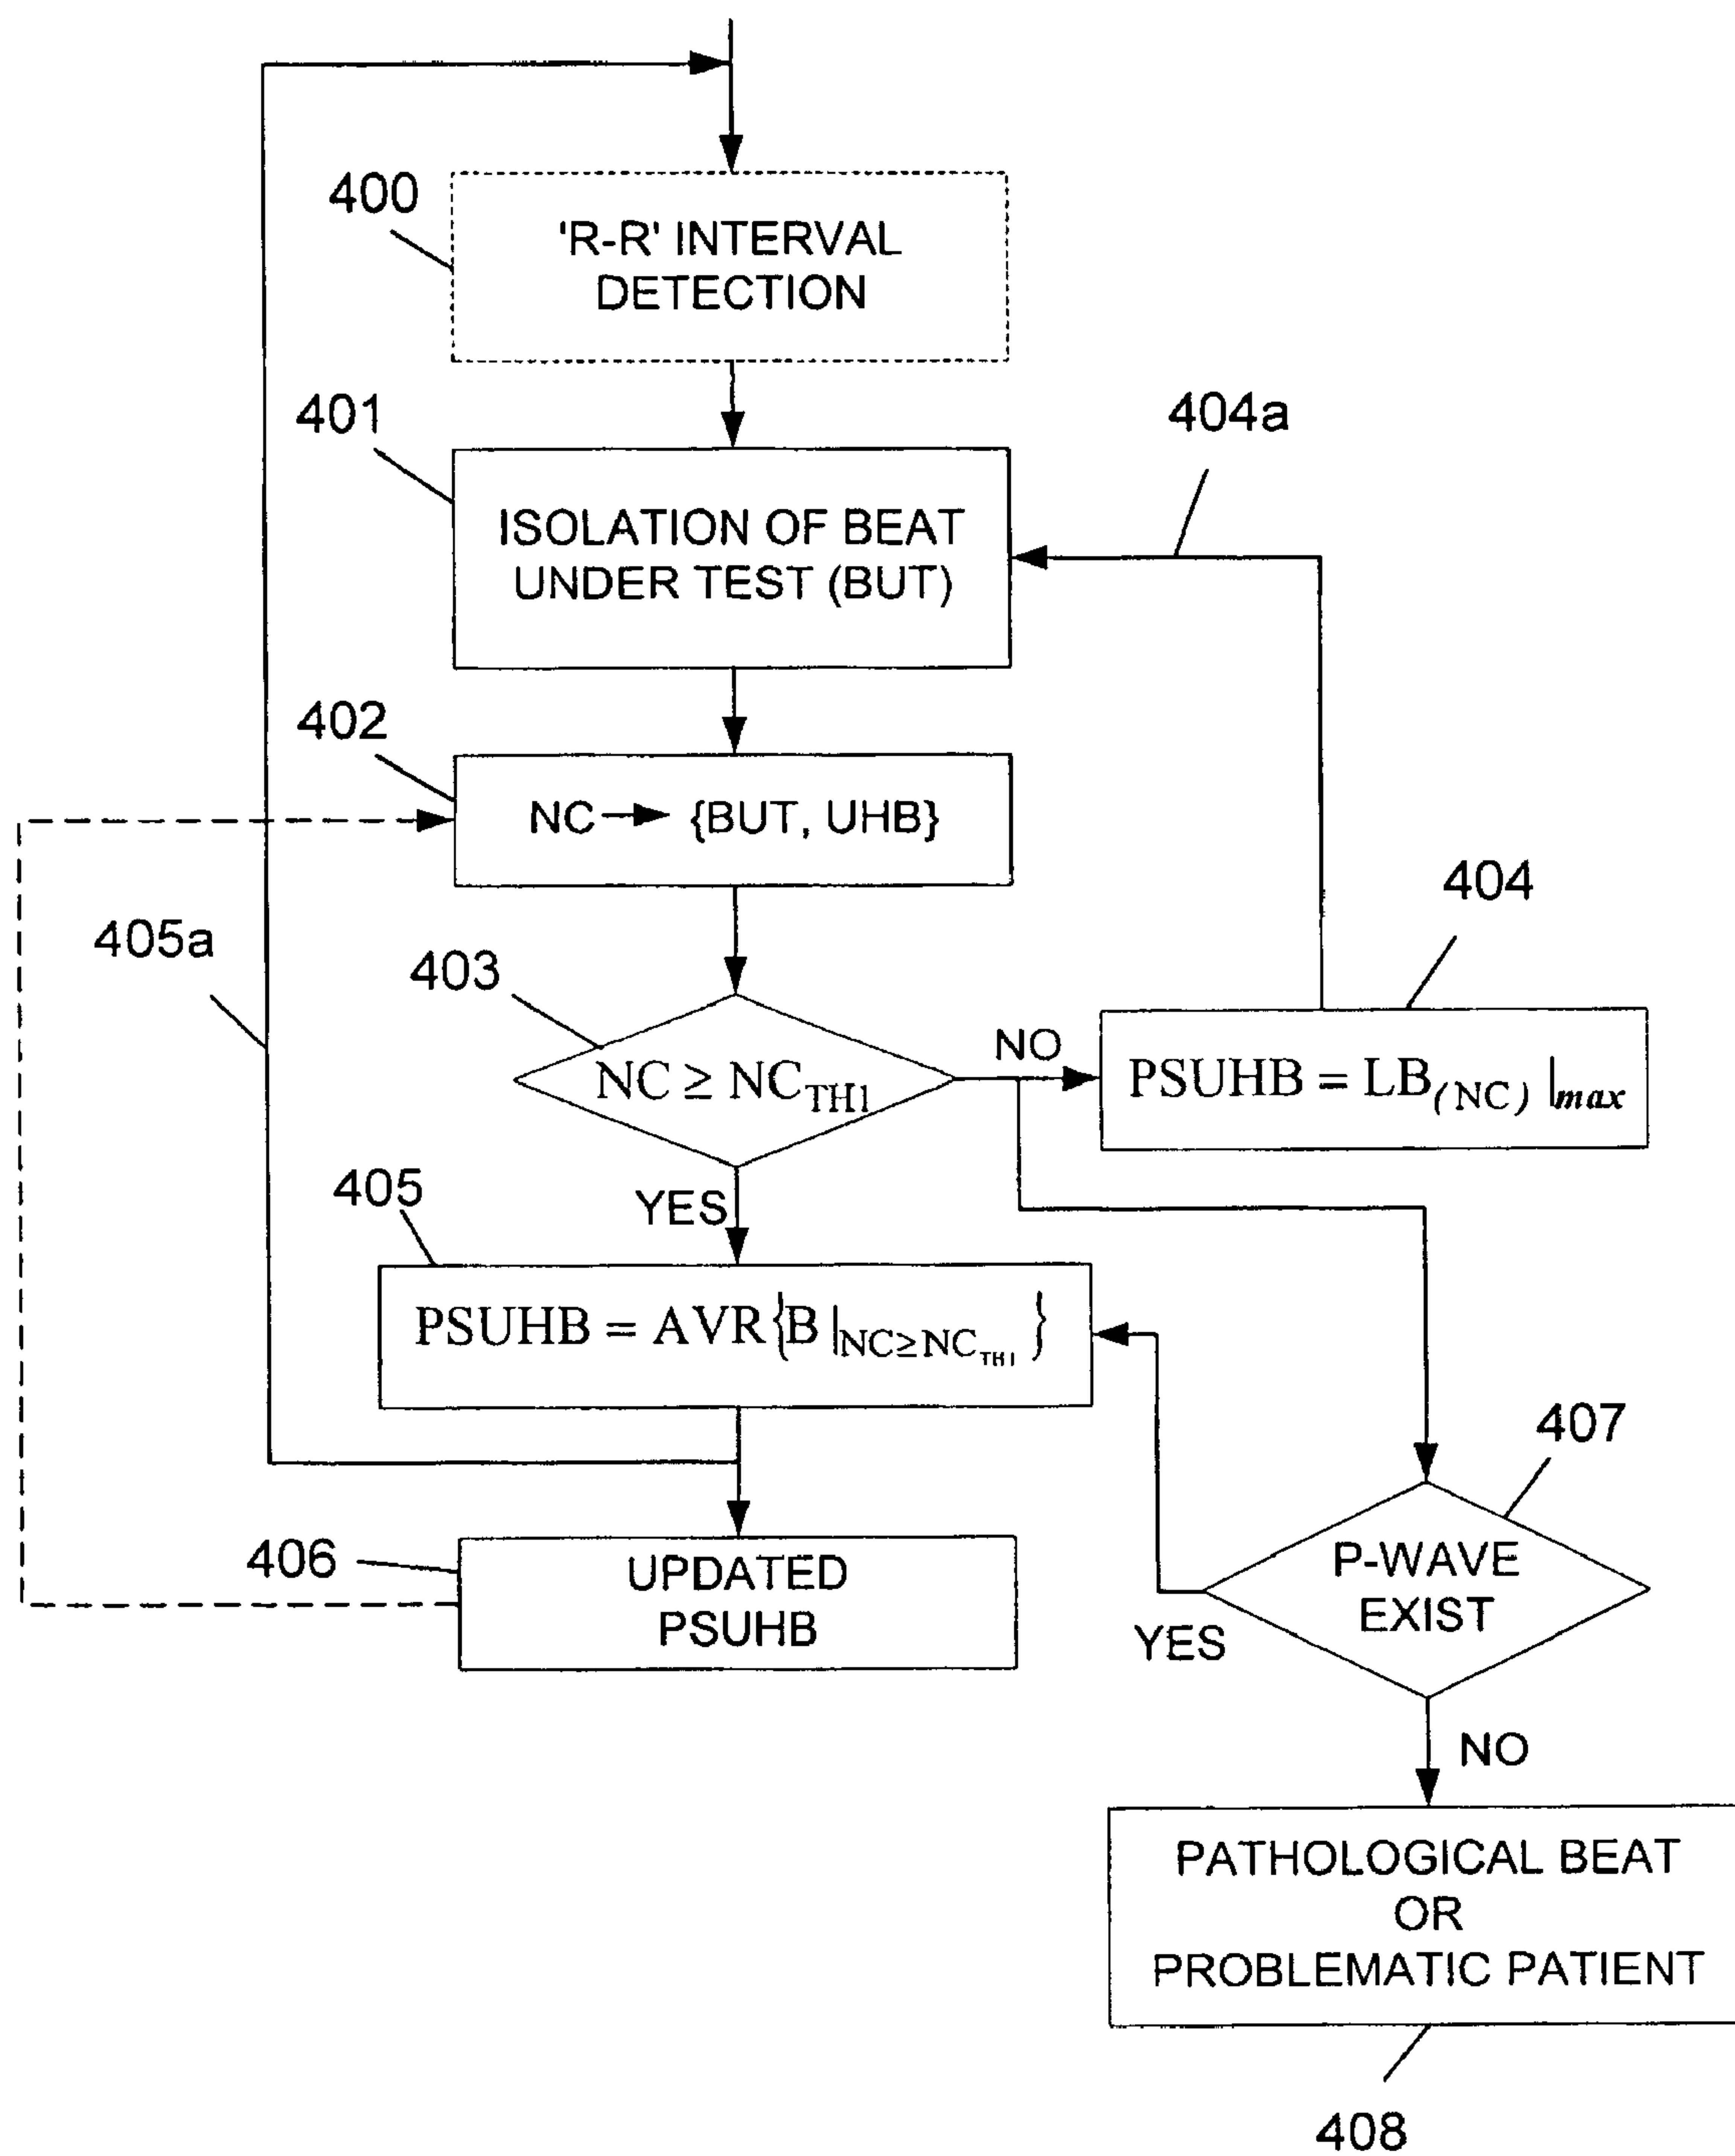 400
'R-R' INTERVAL
DETECTION
401
404a
ISOLATION OF BEAT
UNDER TEST (BUT)
402
NC → {BUT, UHB}
404
405a
403
NO
NC ≥ NC_TH1
PSUHB = LB_(NC) |_max
405
YES
PSUHB = AVR{B |_NC≥NC_TH1}
407
406
UPDATED
PSUHB
P-WAVE
EXIST
YES
NO
PATHOLOGICAL BEAT
OR
PROBLEMATIC PATIENT
408